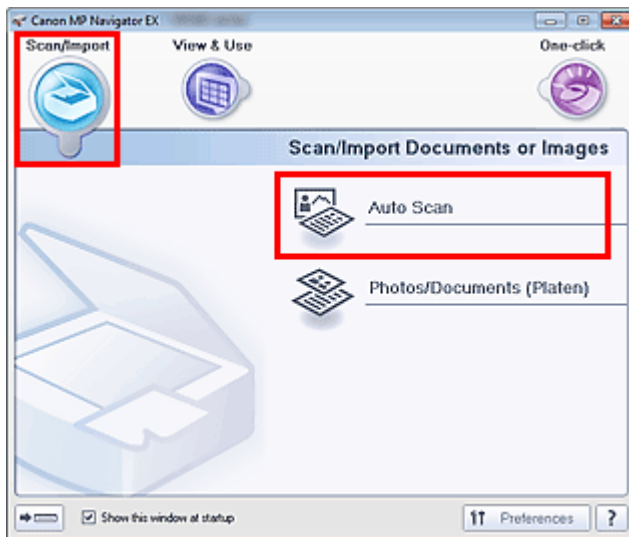 Canon MP Navigator EX
Scan/Import
View & Use
One-click
Scan/Import Documents or Images
Auto Scan
Photos/Documents (Platen)
Show this window at startup
Preferences
?